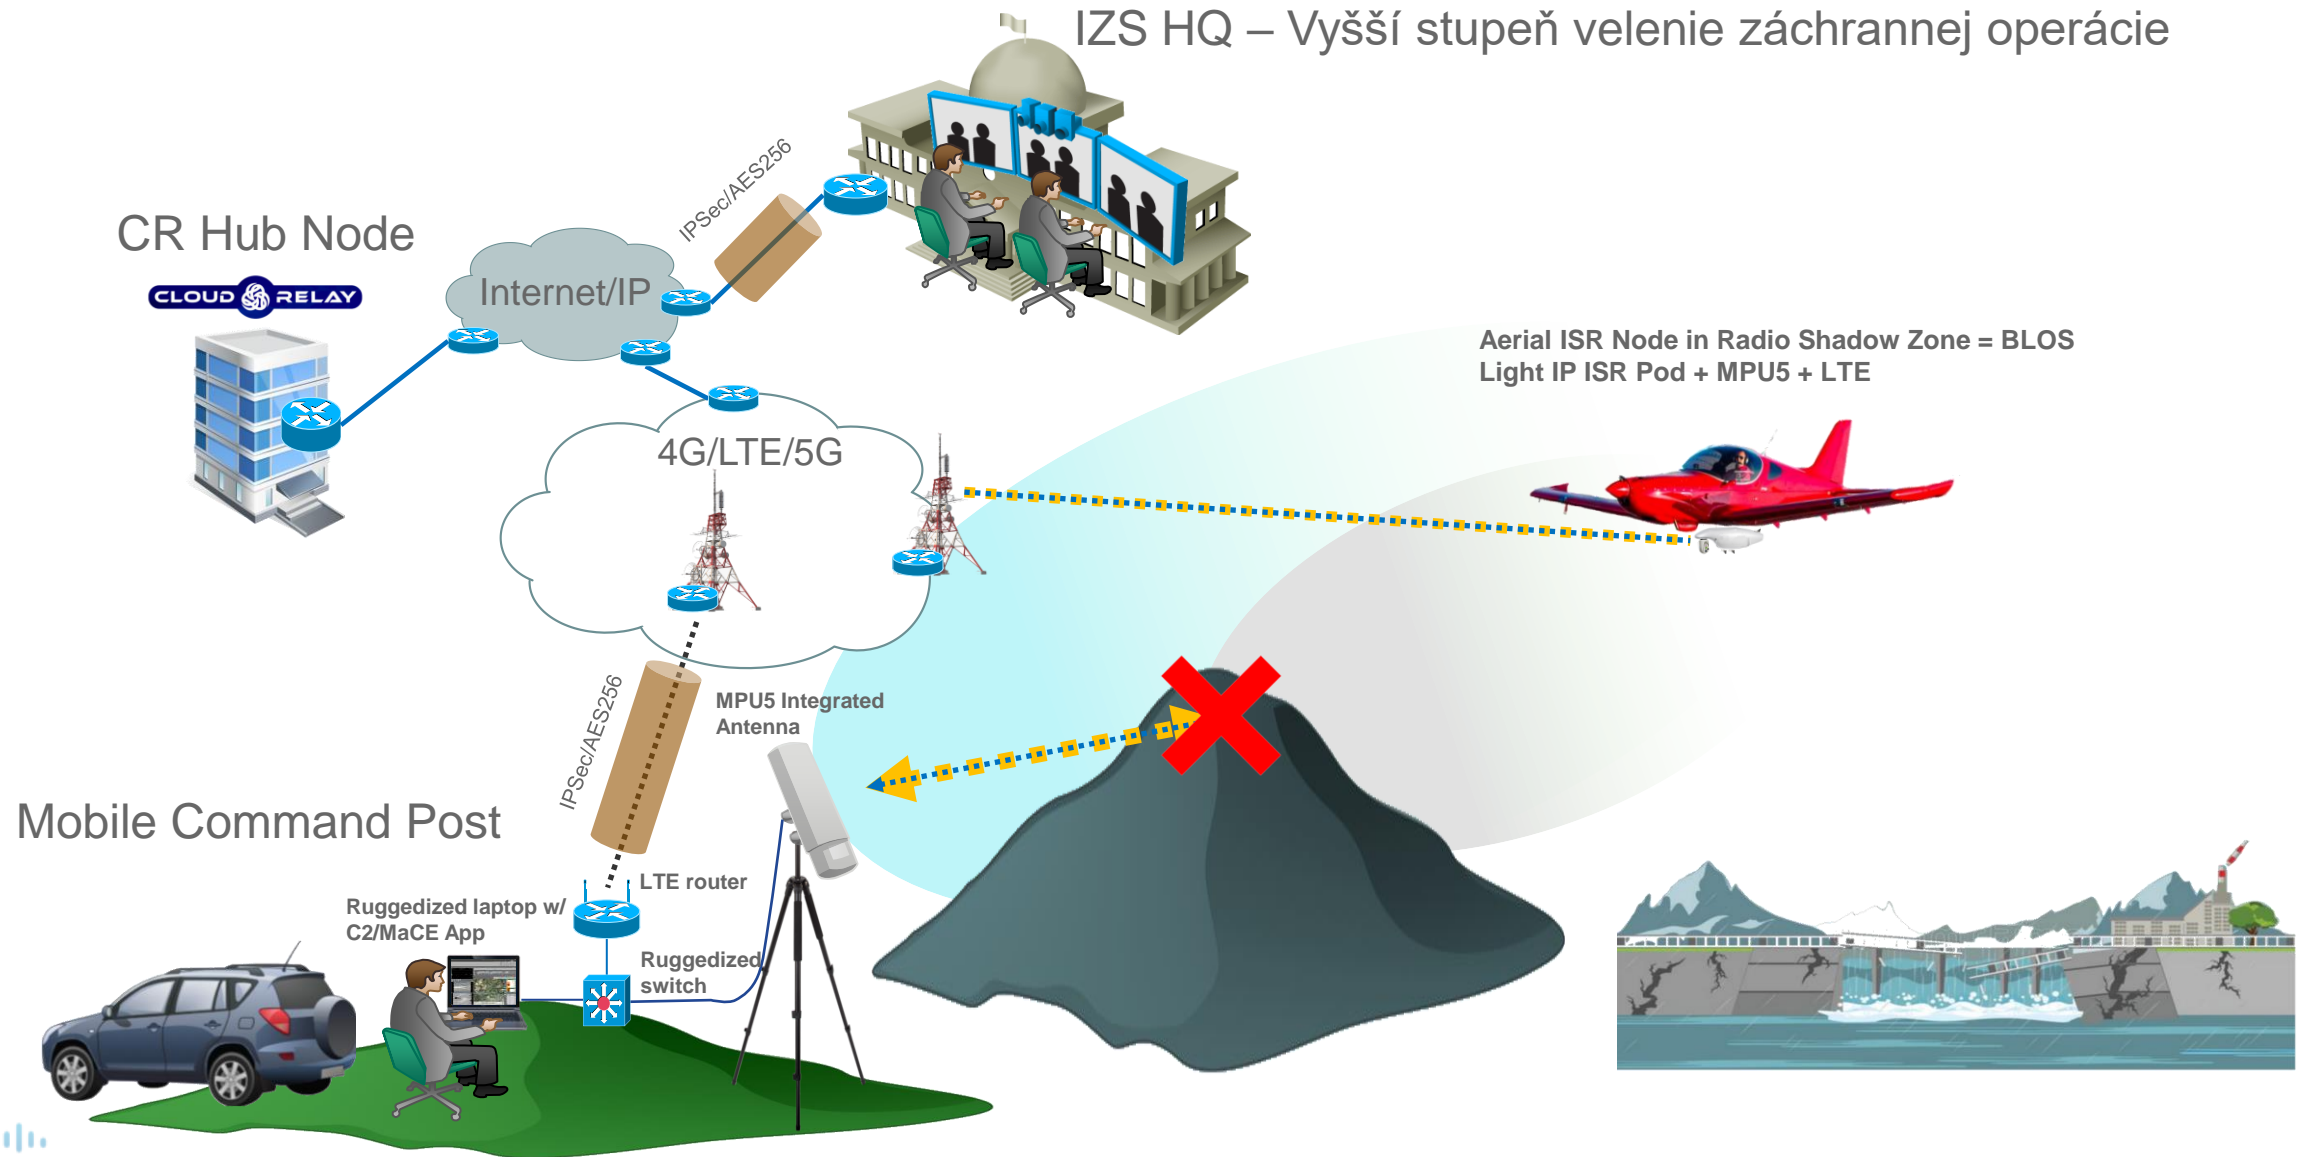 IZS HQ – Vyšší stupeň velenie záchrannej operácie
IPSec/AES256
CR Hub Node
CLOUD RELAY
Internet/IP
Aerial ISR Node in Radio Shadow Zone = BLOS
Light IP ISR Pod + MPU5 + LTE
4G/LTE/5G
IPSec/AES256
MPU5 Integrated
Antenna
Mobile Command Post
LTE router
Ruggedized laptop w/
C2/MaCE App
Ruggedized
switch